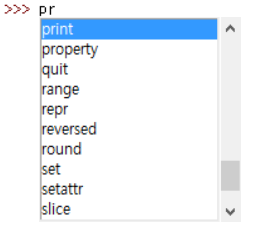 >>> pr
print
property
quit
range
repr
reversed
round
set
setattr
slice